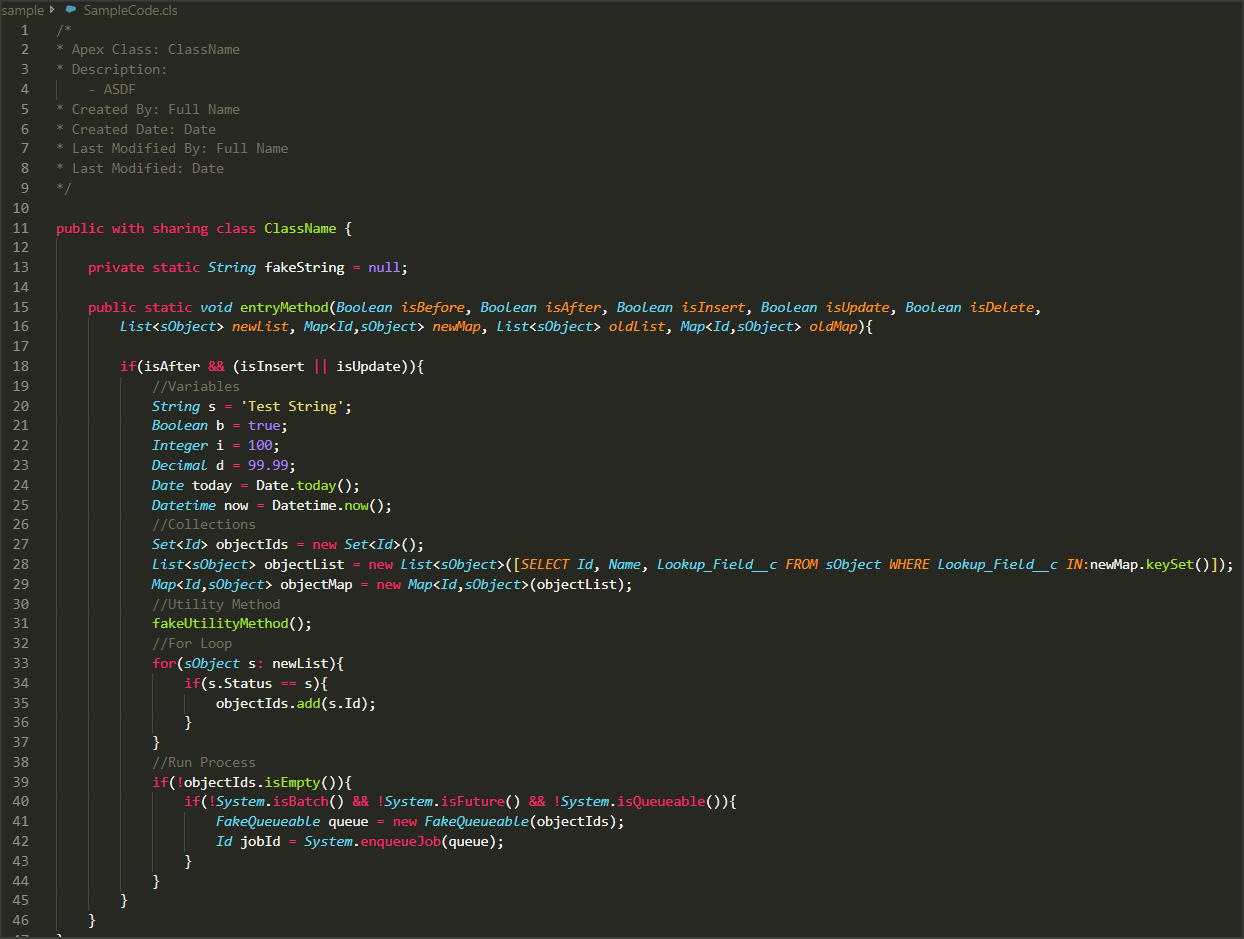 sample SampleCode.cls
1 /*
2 * Apex Class: ClassName
3 * Description:
4     - ASDF
5 * Created By: Full Name
6 * Created Date: Date
7 * Last Modified By: Full Name
8 * Last Modified: Date
9 */
10
11 public with sharing class ClassName {
12
13     private static String fakeString = null;
14
15     public static void entryMethod(Boolean isBefore, Boolean isAfter, Boolean isInsert, Boolean isUpdate, Boolean isDelete,
16         List<sObject> newList, Map<Id,sObject> newMap, List<sObject> oldList, Map<Id,sObject> oldMap){
17
18         if(isAfter && (isInsert || isUpdate)){
19             //Variables
20             String s = 'Test String';
21             Boolean b = true;
22             Integer i = 100;
23             Decimal d = 99.99;
24             Date today = Date.today();
25             Datetime now = Datetime.now();
26             //Collections
27             Set<Id> objectIds = new Set<Id>();
28             List<sObject> objectList = new List<sObject>([SELECT Id, Name, Lookup_Field__c FROM sObject WHERE Lookup_Field__c IN:newMap.keySet()]);
29             Map<Id,sObject> objectMap = new Map<Id,sObject>(objectList);
30             //Utility Method
31             fakeUtilityMethod();
32             //For Loop
33             for(sObject s: newList){
34                 if(s.Status == s){
35                     objectIds.add(s.Id);
36                 }
37             }
38             //Run Process
39             if(!objectIds.isEmpty()){
40                 if(!System.isBatch() && !System.isFuture() && !System.isQueueable()){
41                     FakeQueueable queue = new FakeQueueable(objectIds);
42                     Id jobId = System.enqueueJob(queue);
43                 }
44             }
45         }
46     }
47 }